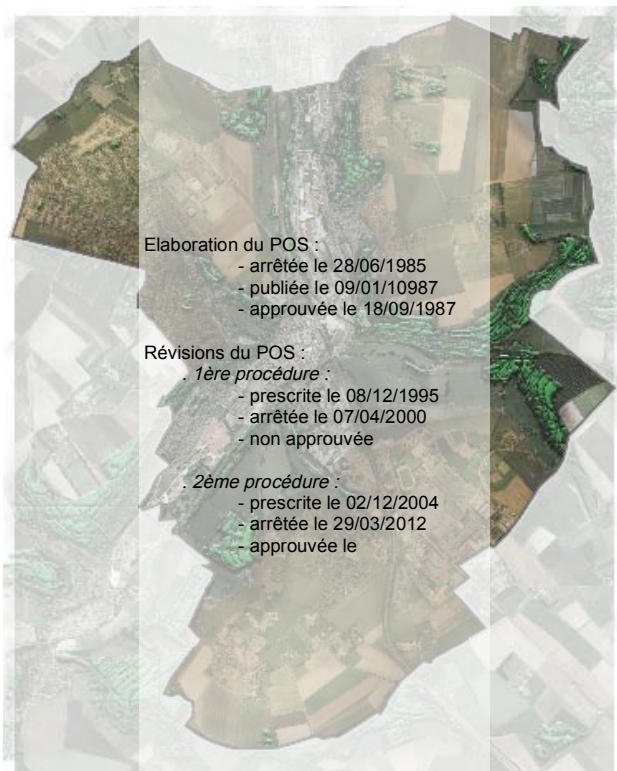 Elaboration du POS :
- arrêtée le 28/06/1985
- publiée le 09/01/10987
- approuvée le 18/09/1987
Révisions du POS :
. 1ère procédure :
- prescrite le 08/12/1995
- arrêtée le 07/04/2000
- non approuvée
. 2ème procédure :
- prescrite le 02/12/2004
- arrêtée le 29/03/2012
- approuvée le